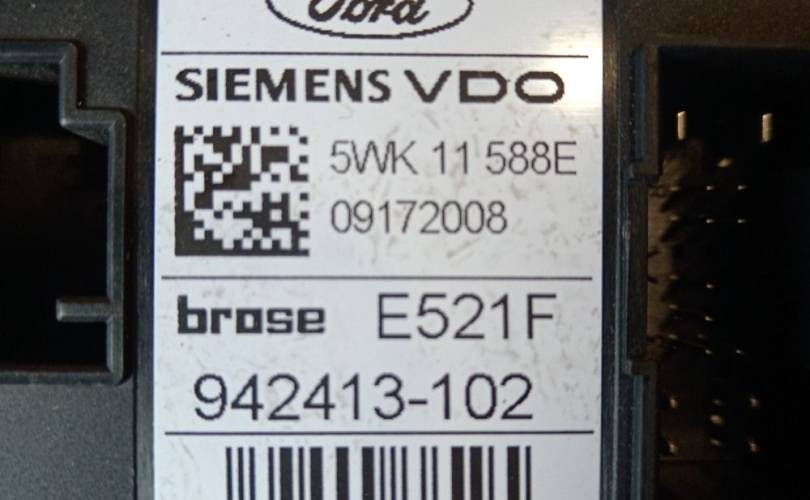 Ford
SIEMENS VDO
5WK 11 588E
09172008
brose E521F
942413-102